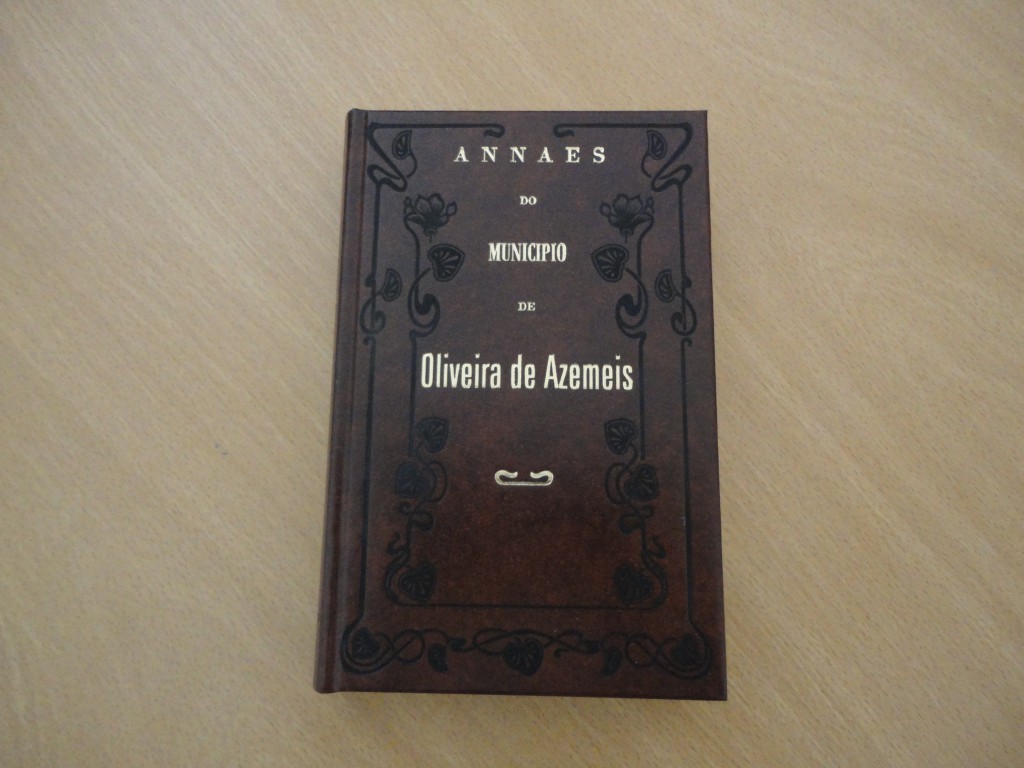 ANNAES
DO
MUNICIPIO
DE
Oliveira de Azemeis